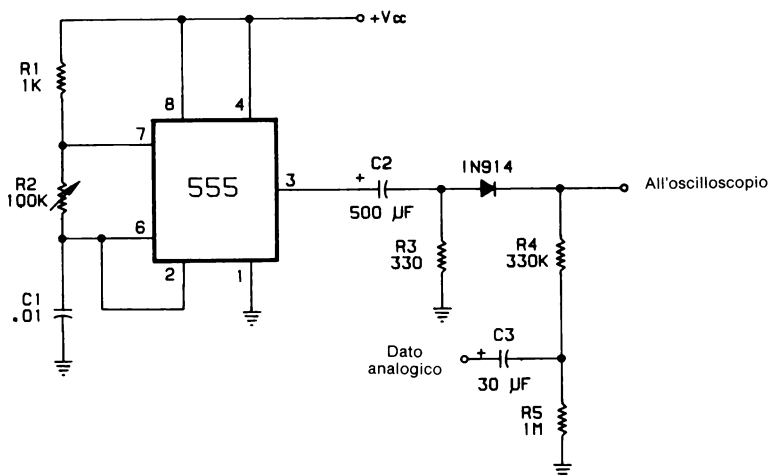 +Vcc
R1
1K
8
4
7
R2
100K
555
3
C2
+
500 µF
1N914
All'oscilloscopio
6
2
1
R3
330
R4
330K
C1
.01
Dato
analogico
+
C3
30 µF
R5
1M